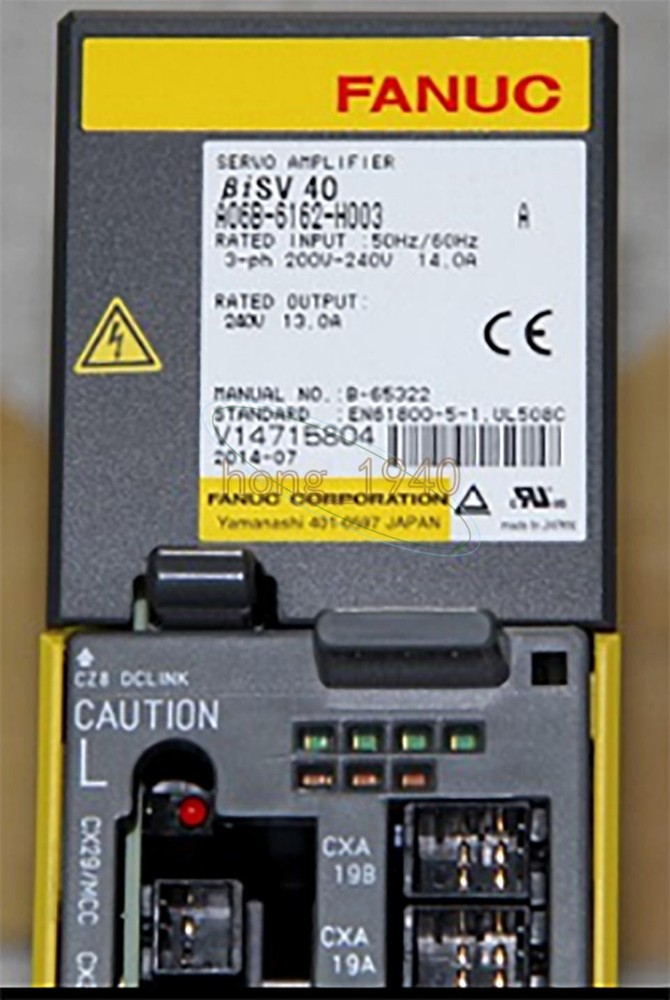 FANUC
SERVO AMPLIFIER
βiSV 40
A06B-6162-H003 A
RATED INPUT :50Hz/60Hz
3-ph 200V-240V 14.0A
RATED OUTPUT:
240V 13.0A
CE
MANUAL NO.:B-65322
STANDARD :EN61800-5-1,UL508C
V14715804
2014-07
hong_1940
FANUC CORPORATION
Yamanashi 401-0597 JAPAN
made in JAPAN
CZ8 DCLINK
CAUTION
L
CX29/MCC
CXA
19B
CXA
19A